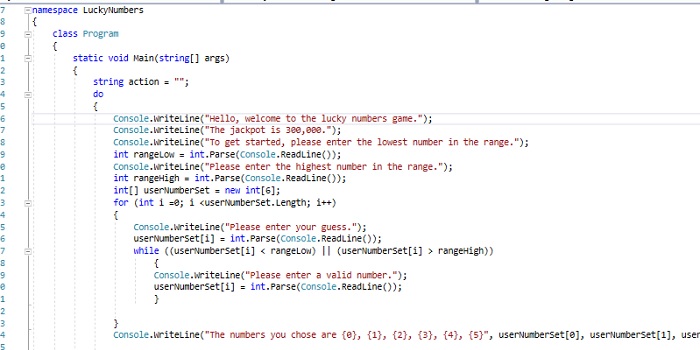 7 namespace LuckyNumbers
8 {
9 class Program
0 {
1 static void Main(string[] args)
2 {
3 string action = "";
4 do
5 {
6 Console.WriteLine("Hello, welcome to the lucky numbers game.");
7 Console.WriteLine("The jackpot is 300,000.");
8 Console.WriteLine("To get started, please enter the lowest number in the range.");
9 int rangeLow = int.Parse(Console.ReadLine());
0 Console.WriteLine("Please enter the highest number in the range.");
1 int rangeHigh = int.Parse(Console.ReadLine());
2 int[] userNumberSet = new int[6];
3 for (int i =0; i <userNumberSet.Length; i++)
4 {
5 Console.WriteLine("Please enter your guess.");
6 userNumberSet[i] = int.Parse(Console.ReadLine());
7 while ((userNumberSet[i] < rangeLow) || (userNumberSet[i] > rangeHigh))
8 {
9 Console.WriteLine("Please enter a valid number.");
0 userNumberSet[i] = int.Parse(Console.ReadLine());
1 }
2
3 }
4 Console.WriteLine("The numbers you chose are {0}, {1}, {2}, {3}, {4}, {5}", userNumberSet[0], userNumberSet[1], user
5